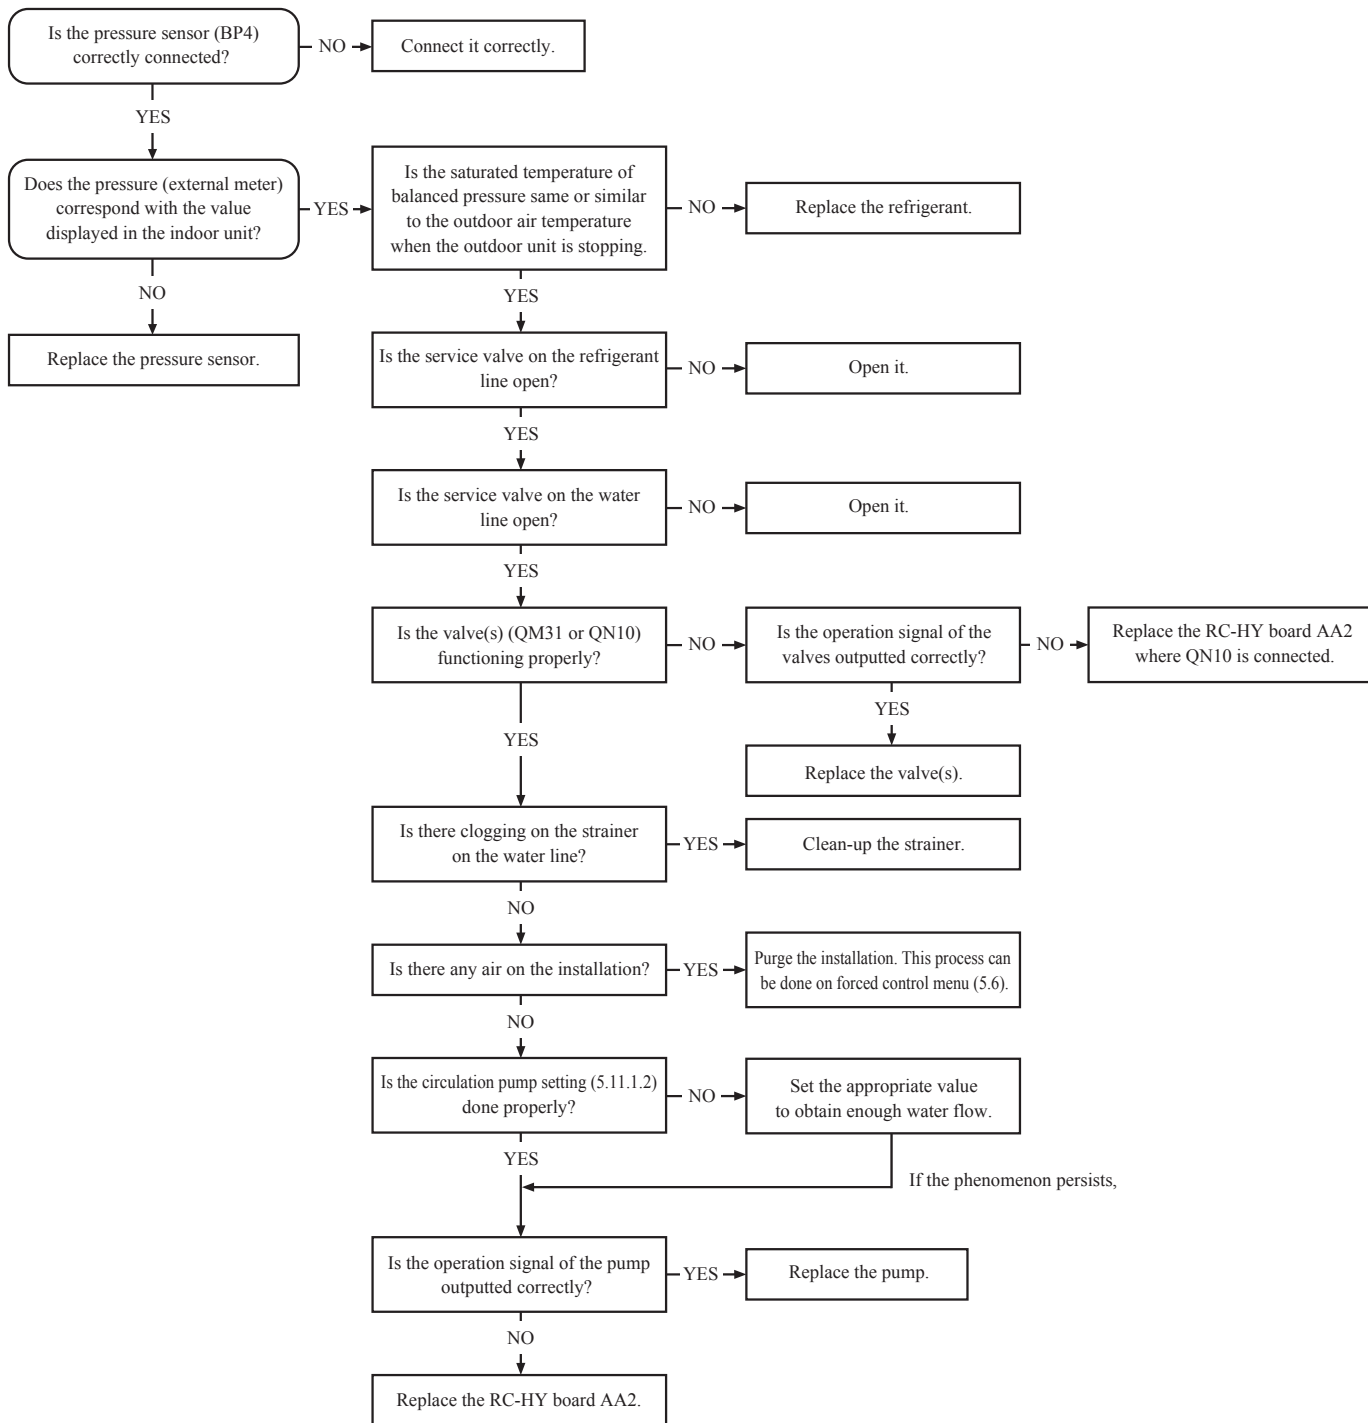 Is the pressure sensor (BP4)
correctly connected?
NO
Connect it correctly.
YES
Does the pressure (external meter)
correspond with the value
displayed in the indoor unit?
YES
Is the saturated temperature of
balanced pressure same or similar
to the outdoor air temperature
when the outdoor unit is stopping.
NO
Replace the refrigerant.
NO
Replace the pressure sensor.
YES
Is the service valve on the refrigerant
line open?
NO
Open it.
YES
Is the service valve on the water
line open?
NO
Open it.
YES
Is the valve(s) (QM31 or QN10)
functioning properly?
NO
Is the operation signal of the
valves outputted correctly?
NO
Replace the RC-HY board AA2
where QN10 is connected.
YES
Replace the valve(s).
YES
Is there clogging on the strainer
on the water line?
YES
Clean-up the strainer.
NO
Is there any air on the installation?
YES
Purge the installation. This process can
be done on forced control menu (5.6).
NO
Is the circulation pump setting (5.11.1.2)
done properly?
NO
Set the appropriate value
to obtain enough water flow.
YES
If the phenomenon persists,
Is the operation signal of the pump
outputted correctly?
YES
Replace the pump.
NO
Replace the RC-HY board AA2.